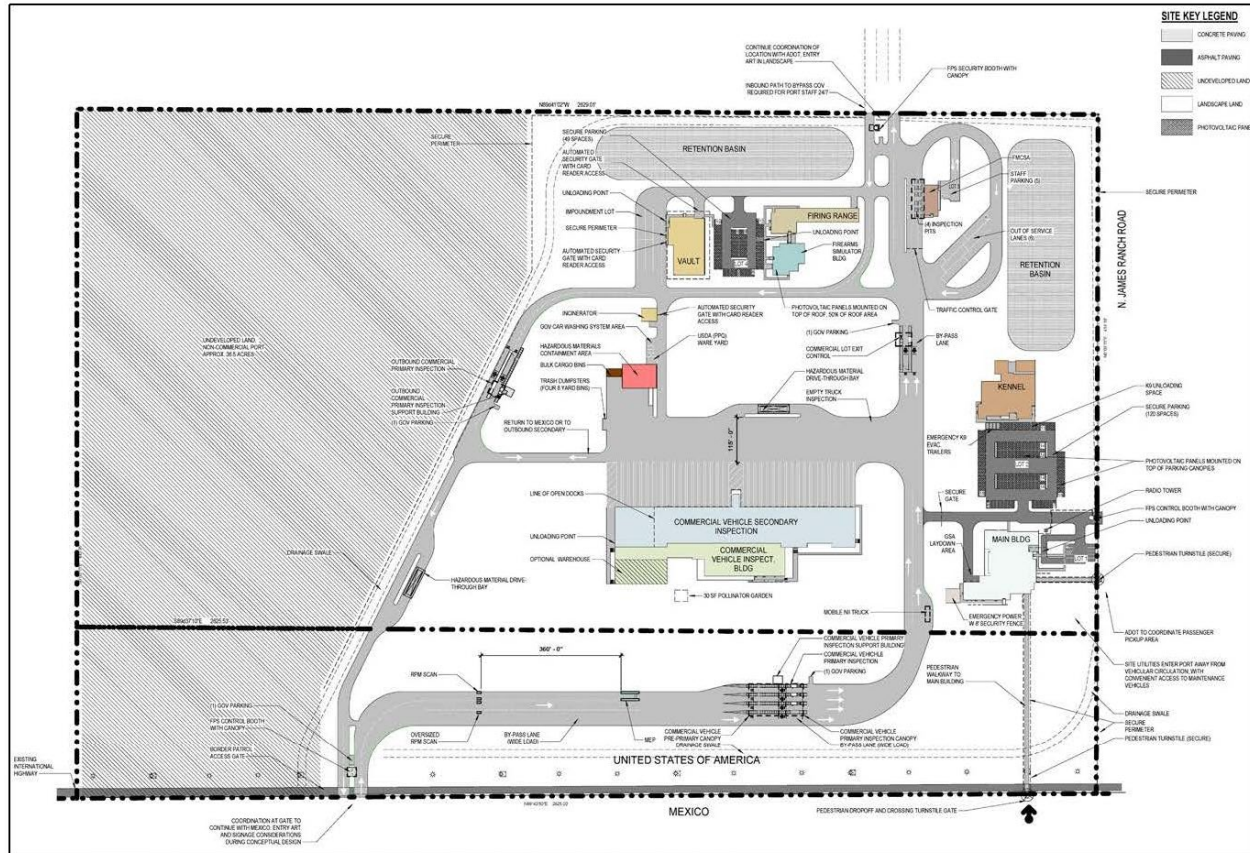 SITE KEY LEGEND
CONCRETE PAVING
ASPHALT PAVING
UNDEVELOPED LAND
LANDSCAPE LAND
PHOTOVOLTAIC PANE
CONTINUE COORDINATION OF
LOCATION WITH ADOT, ENTRY
ART IN LANDSCAPE
FPS SECURITY BOOTH WITH
CANOPY
INBOUND PATH TO BYPASS COV
REQUIRED FOR PORT STAFF 24/7
SECURE
PERIMETER
SECURE PARKING
(49 SPACES)
AUTOMATED
SECURITY GATE
WITH CARD
READER ACCESS
UNLOADING POINT
IMPOUNDMENT LOT
SECURE PERIMETER
AUTOMATED SECURITY
GATE WITH CARD
READER ACCESS
RETENTION BASIN
VAULT
FIRING RANGE
UNLOADING POINT
FIREARMS
SIMULATOR
BLDG
FMCSA
STAFF
PARKING (5)
(4) INSPECTION
PITS
OUT OF SERVICE
LANES (6)
RETENTION
BASIN
SECURE PERIMETER
N. JAMES RANCH ROAD
TRAFFIC CONTROL GATE
PHOTOVOLTAIC PANELS MOUNTED ON
TOP OF ROOF, 50% OF ROOF AREA
INCINERATOR
AUTOMATED SECURITY
GATE WITH CARD READER
ACCESS
GOV CAR WASHING SYSTEM AREA
USDA (PPQ)
WARE YARD
HAZARDOUS MATERIALS
CONTAINMENT AREA
BULK CARGO BINS
TRASH DUMPSTERS
(FOUR 8 YARD BINS)
(1) GOV PARKING
COMMERCIAL LOT EXIT
CONTROL
BY-PASS
LANE
HAZARDOUS MATERIAL
DRIVE-THROUGH BAY
EMPTY TRUCK
INSPECTION
UNDEVELOPED LAND,
NON-COMMERCIAL PORT
APPROX. 36.5 ACRES
OUTBOUND COMMERCIAL
PRIMARY INSPECTION
OUTBOUND
COMMERCIAL
PRIMARY INSPECTION
SUPPORT BUILDING
(1) GOV PARKING
RETURN TO MEXICO OR TO
OUTBOUND SECONDARY
115' - 0"
KENNEL
K9 UNLOADING
SPACE
SECURE PARKING
(120 SPACES)
EMERGENCY K9
EVAC.
TRAILERS
PHOTOVOLTAIC PANELS MOUNTED ON
TOP OF PARKING CANOPIES
RADIO TOWER
FPS CONTROL BOOTH WITH CANOPY
UNLOADING POINT
SECURE
GATE
GSA
LAYDOWN
AREA
MAIN BLDG
PEDESTRIAN TURNSTILE (SECURE)
LINE OF OPEN DOCKS
COMMERCIAL VEHICLE SECONDARY
INSPECTION
UNLOADING POINT
OPTIONAL WAREHOUSE
COMMERCIAL
VEHICLE INSPECT.
BLDG
30 SF POLLINATOR GARDEN
DRAINAGE SWALE
HAZARDOUS MATERIAL DRIVE-
THROUGH BAY
MOBILE NII TRUCK
EMERGENCY POWER
W 8' SECURITY FENCE
ADOT TO COORDINATE PASSENGER
PICKUP AREA
SITE UTILITIES ENTER PORT AWAY FROM
VEHICULAR CIRCULATION, WITH
CONVENIENT ACCESS TO MAINTENANCE
VEHICLES
360' - 0"
RPM SCAN
OVERSIZED
RPM SCAN
BY-PASS LANE
(WIDE LOAD)
COMMERCIAL VEHICLE PRIMARY
INSPECTION SUPPORT BUILDING
COMMERCIAL VEHICHLE
PRIMARY INSPECTION
(1) GOV PARKING
COMMERCIAL VEHICLE
PRE-PRIMARY CANOPY
DRAINAGE SWALE
COMMERCIAL VEHICLE
PRIMARY INSPECTION CANOPY
BY-PASS LANE (WIDE LOAD)
PEDESTRIAN
WALKWAY TO
MAIN BUILDING
DRAINAGE SWALE
SECURE
PERIMETER
PEDESTRIAN TURNSTILE (SECURE)
(1) GOV PARKING
FPS CONTROL BOOTH
WITH CANOPY
BORDER PATROL
ACCESS GATE
EXISTING
INTERNATIONAL
HIGHWAY
UNITED STATES OF AMERICA
MEXICO
PEDESTRIAN DROPOFF AND CROSSING TURNSTILE GATE
COORDINATION AT GATE TO
CONTINUE WITH MEXICO, ENTRY ART
AND SIGNAGE CONSIDERATIONS
DURING CONCEPTUAL DESIGN